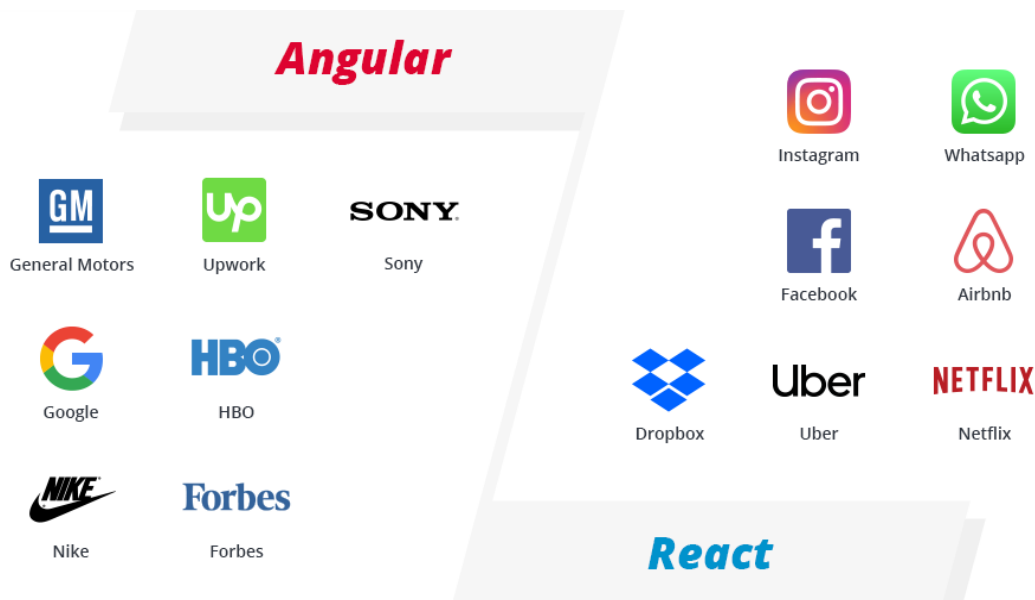 Angular
GM
General Motors
Up
Upwork
SONY
Sony
Google
HBO
HBO
NIKE
Nike
Forbes
Forbes
Instagram
Whatsapp
Facebook
Airbnb
Dropbox
Uber
Uber
NETFLIX
Netflix
React